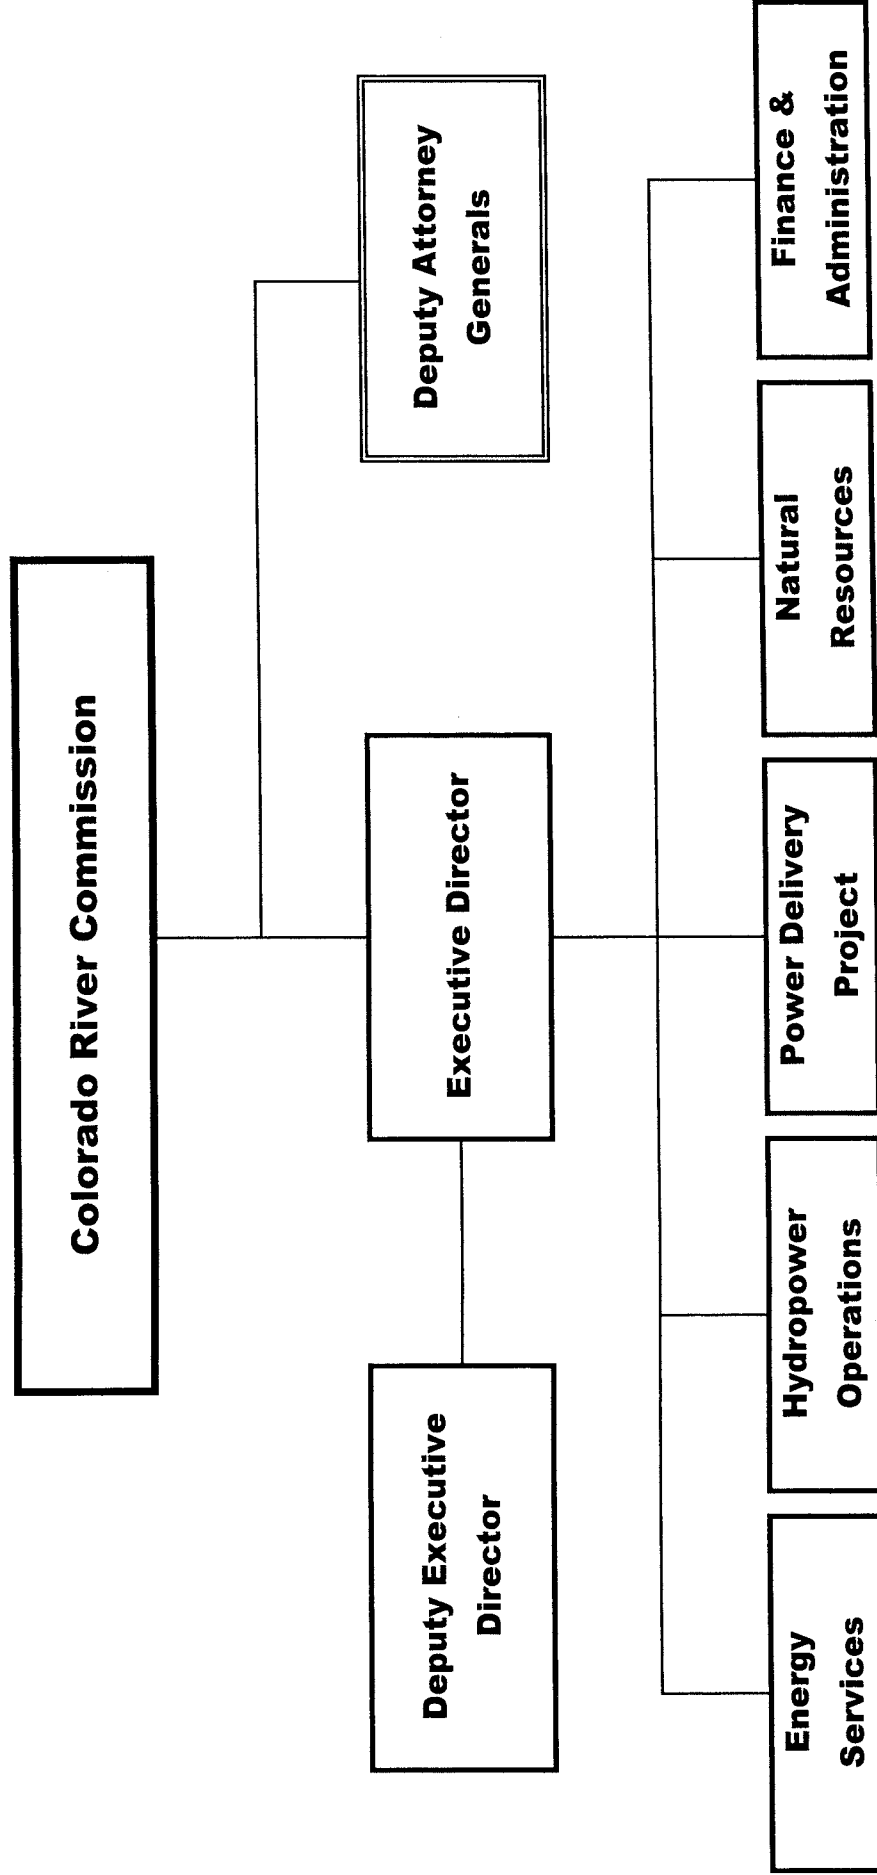 Colorado River Commission
Deputy Executive
Director
Executive Director
Deputy Attorney
Generals
Energy
Services
Hydropower
Operations
Power Delivery
Project
Natural
Resources
Finance &
Administration